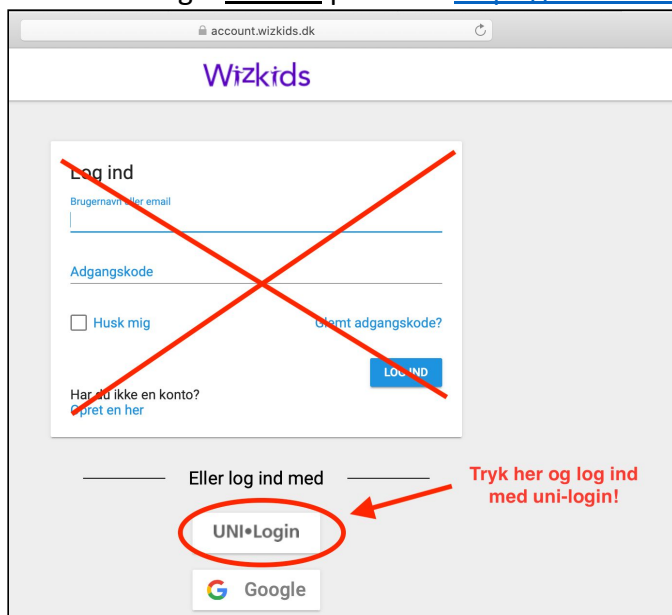 account.wizkids.dk
Wizkids
Log ind
Brugernavn eller email
Adgangskode
Husk mig
Glemt adgangskode?
LOG IND
Har du ikke en konto?
Opret en her
Eller log ind med
Tryk her og log ind
med uni-login!
UNI•Login
Google